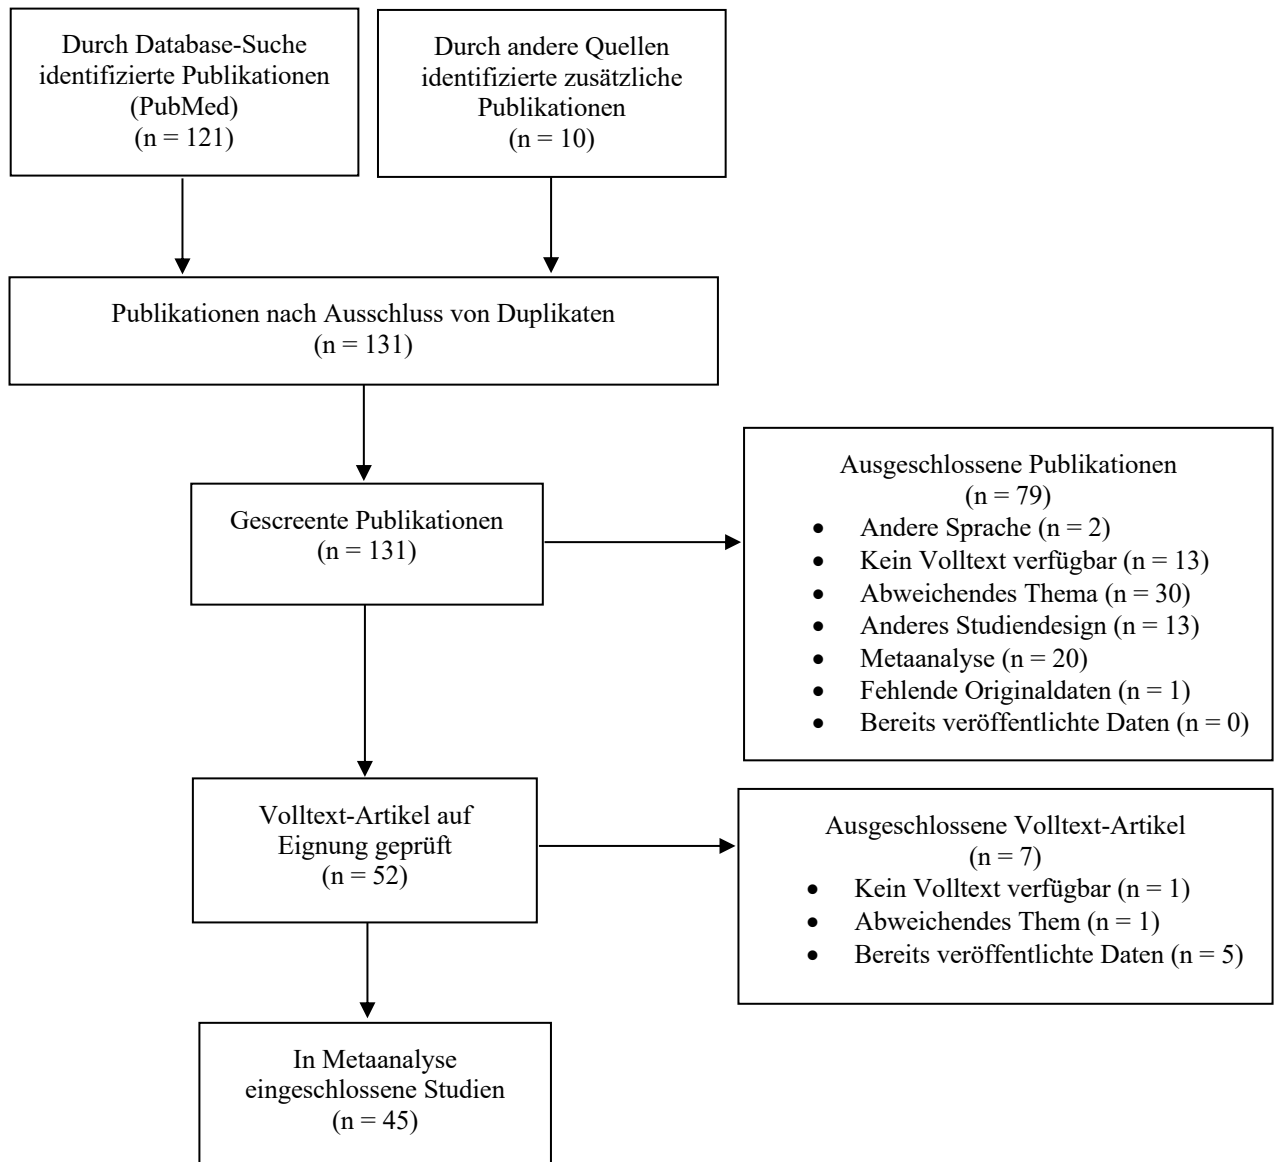 Durch Database-Suche
identifizierte Publikationen
(PubMed)
(n = 121)
Durch andere Quellen
identifizierte zusätzliche
Publikationen
(n = 10)
Publikationen nach Ausschluss von Duplikaten
(n = 131)
Gescreente Publikationen
(n = 131)
Ausgeschlossene Publikationen
(n = 79)
• Andere Sprache (n = 2)
• Kein Volltext verfügbar (n = 13)
• Abweichendes Thema (n = 30)
• Anderes Studiendesign (n = 13)
• Metaanalyse (n = 20)
• Fehlende Originaldaten (n = 1)
• Bereits veröffentlichte Daten (n = 0)
Volltext-Artikel auf
Eignung geprüft
(n = 52)
Ausgeschlossene Volltext-Artikel
(n = 7)
• Kein Volltext verfügbar (n = 1)
• Abweichendes Them (n = 1)
• Bereits veröffentlichte Daten (n = 5)
In Metaanalyse
eingeschlossene Studien
(n = 45)